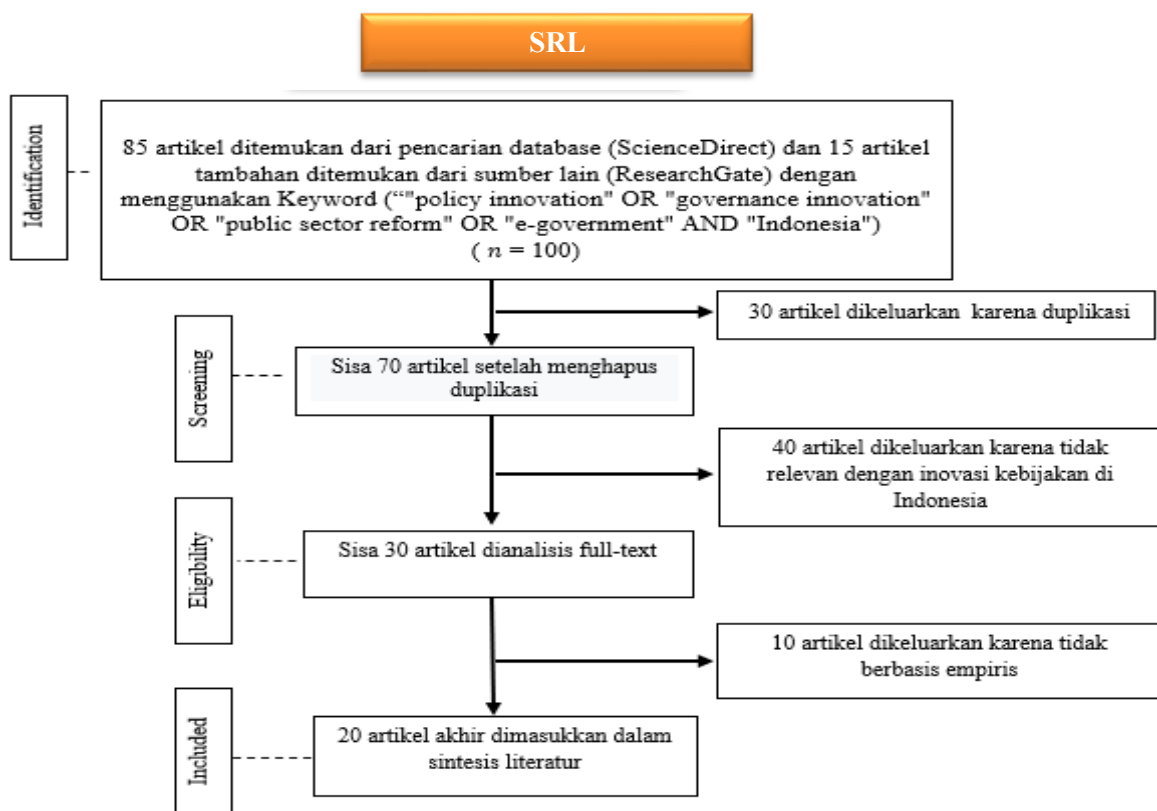 SRL
Identification
85 artikel ditemukan dari pencarian database (ScienceDirect) dan 15 artikel
tambahan ditemukan dari sumber lain (ResearchGate) dengan
menggunakan Keyword (“"policy innovation" OR "governance innovation"
OR "public sector reform" OR "e-government" AND "Indonesia")
( n = 100)
30 artikel dikeluarkan karena duplikasi
Screening
Sisa 70 artikel setelah menghapus
duplikasi
40 artikel dikeluarkan karena tidak
relevan dengan inovasi kebijakan di
Indonesia
Eligibility
Sisa 30 artikel dianalisis full-text
10 artikel dikeluarkan karena tidak
berbasis empiris
Included
20 artikel akhir dimasukkan dalam
sintesis literatur